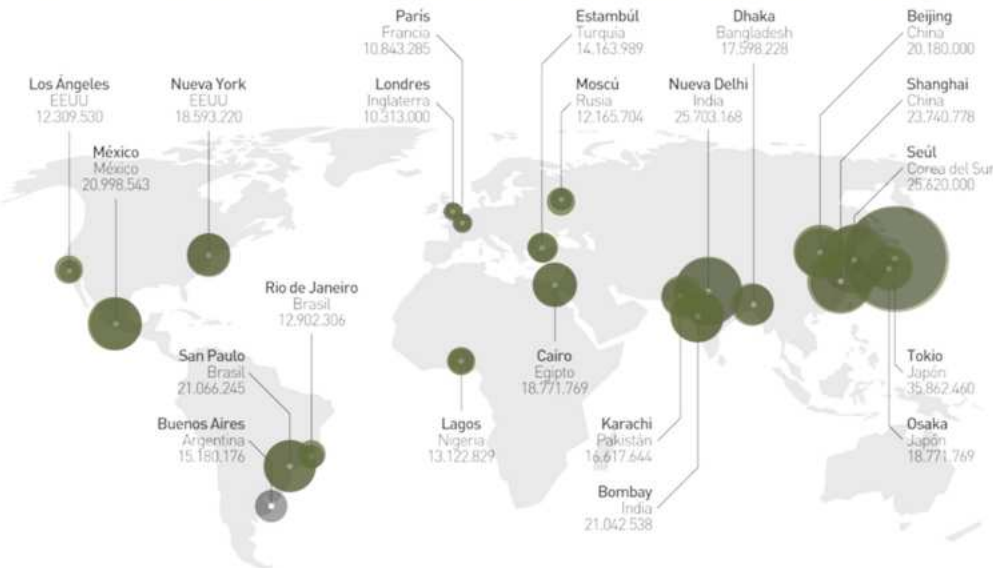 París
Francia
10.843.285
Estambúl
Turquia
14.163.989
Dhaka
Bangladesh
17.598.228
Beijing
China
20.180.000
Los Ángeles
EEUU
12.309.530
Nueva York
EEUU
18.593.220
Londres
Inglaterra
10.313.000
Moscú
Rusia
12.165.704
Nueva Delhi
India
25.703.168
Shanghai
China
23.740.778
México
México
20.998.543
Seúl
Corea del Sur
25.620.000
Rio de Janeiro
Brasil
12.902.306
San Paulo
Brasil
21.066.245
Cairo
Egipto
18.771.769
Tokio
Japón
35.862.460
Buenos Aires
Argentina
15.180.176
Lagos
Nigeria
13.122.829
Karachi
Pakistán
16.617.644
Osaka
Japón
18.771.769
Bombay
India
21.042.538